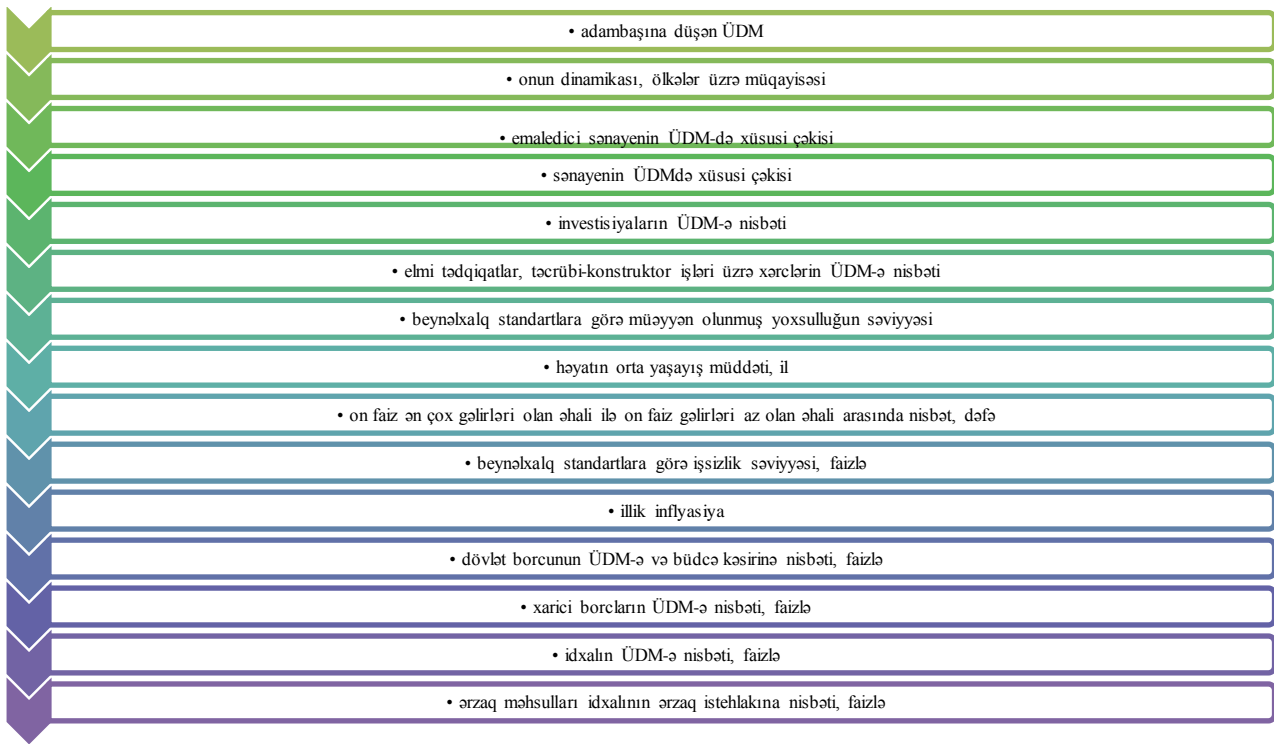 • adambaşına düşən ÜDM
• onun dinamikası, ölkələr üzrə müqayisəsi
• emaledici sənayenin ÜDM-də xüsusi çəkisi
• sənayenin ÜDMdə xüsusi çəkisi
• investisiyaların ÜDM-ə nisbəti
• elmi tədqiqatlar, təcrübi-konstruktor işləri üzrə xərclərin ÜDM-ə nisbəti
• beynəlxalq standartlara görə müəyyən olunmuş yoxsulluğun səviyyəsi
• həyatın orta yaşayış müddəti, il
• on faiz ən çox gəlirləri olan əhali ilə on faiz gəlirləri az olan əhali arasında nisbət, dəfə
• beynəlxalq standartlara görə işsizlik səviyyəsi, faizlə
• illik inflyasiya
• dövlət borcunun ÜDM-ə və büdcə kəsirinə nisbəti, faizlə
• xarici borcların ÜDM-ə nisbəti, faizlə
• idxalın ÜDM-ə nisbəti, faizlə
• ərzaq məhsulları idxalının ərzaq istehlakına nisbəti, faizlə